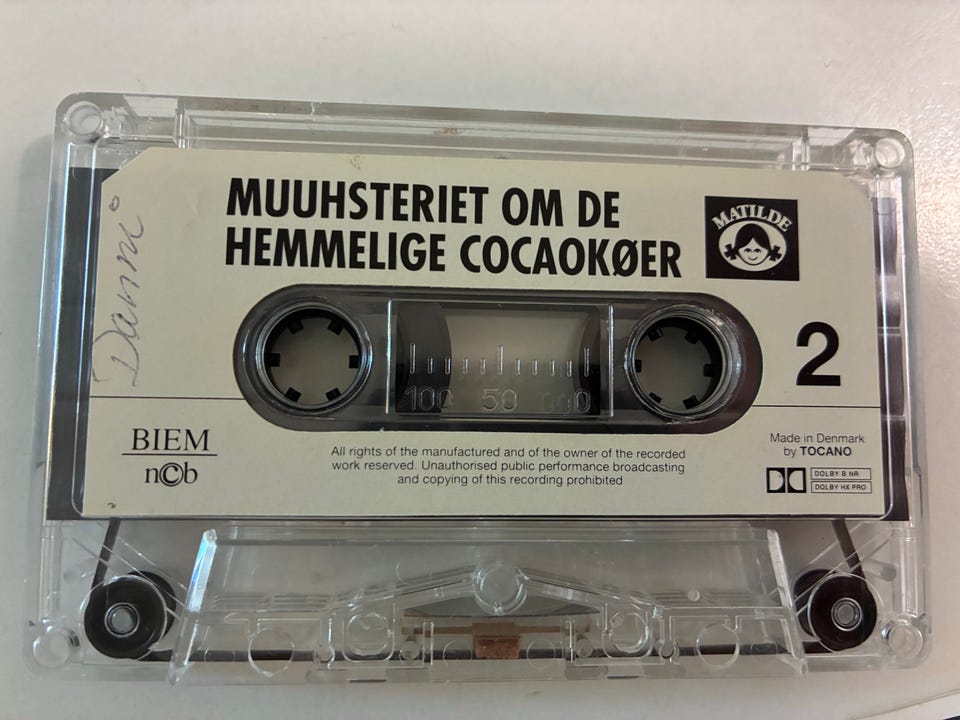 MUUHSTERIET OM DE
HEMMELIGE COCAOKØER
MATILDE
Danni
2
100 50 000
BIEM
n©b
All rights of the manufactured and of the owner of the recorded
work reserved. Unauthorised public performance broadcasting
and copying of this recording prohibited
Made in Denmark
by TOCANO
DOLBY B NR
DOLBY HX PRO